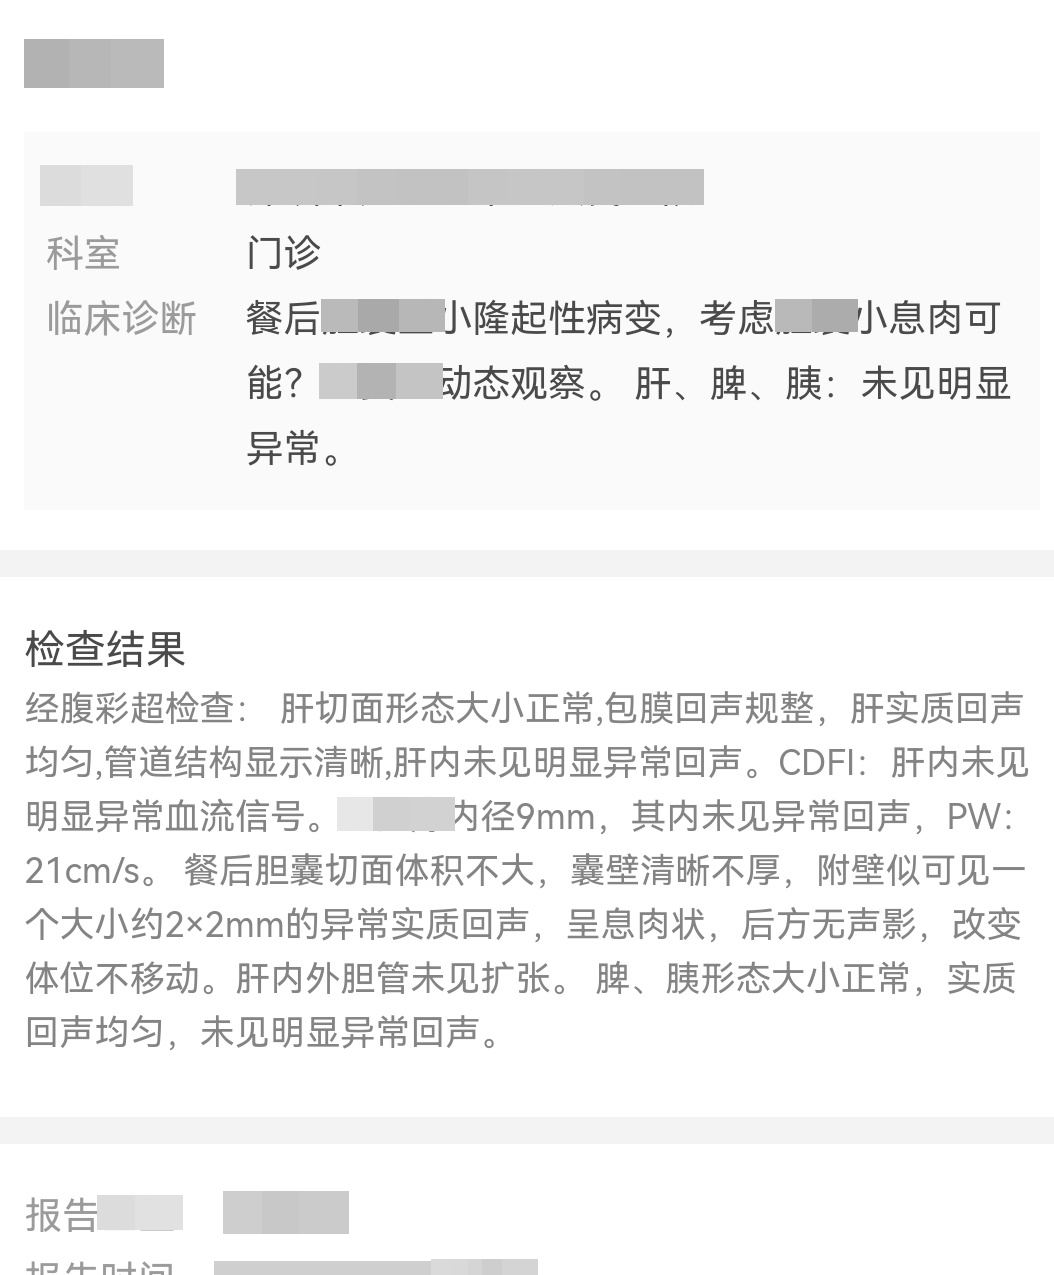 科室 门诊
临床诊断 餐后小隆起性病变，考虑小息肉可
能？动态观察。 肝、脾、胰：未见明显
异常。
检查结果
经腹彩超检查： 肝切面形态大小正常,包膜回声规整，肝实质回声
均匀,管道结构显示清晰,肝内未见明显异常回声。CDFI：肝内未见
明显异常血流信号。内径9mm，其内未见异常回声，PW：
21cm/s。 餐后胆囊切面体积不大，囊壁清晰不厚，附壁似可见一
个大小约2×2mm的异常实质回声，呈息肉状，后方无声影，改变
体位不移动。肝内外胆管未见扩张。 脾、胰形态大小正常，实质
回声均匀，未见明显异常回声。
报告
报告时间